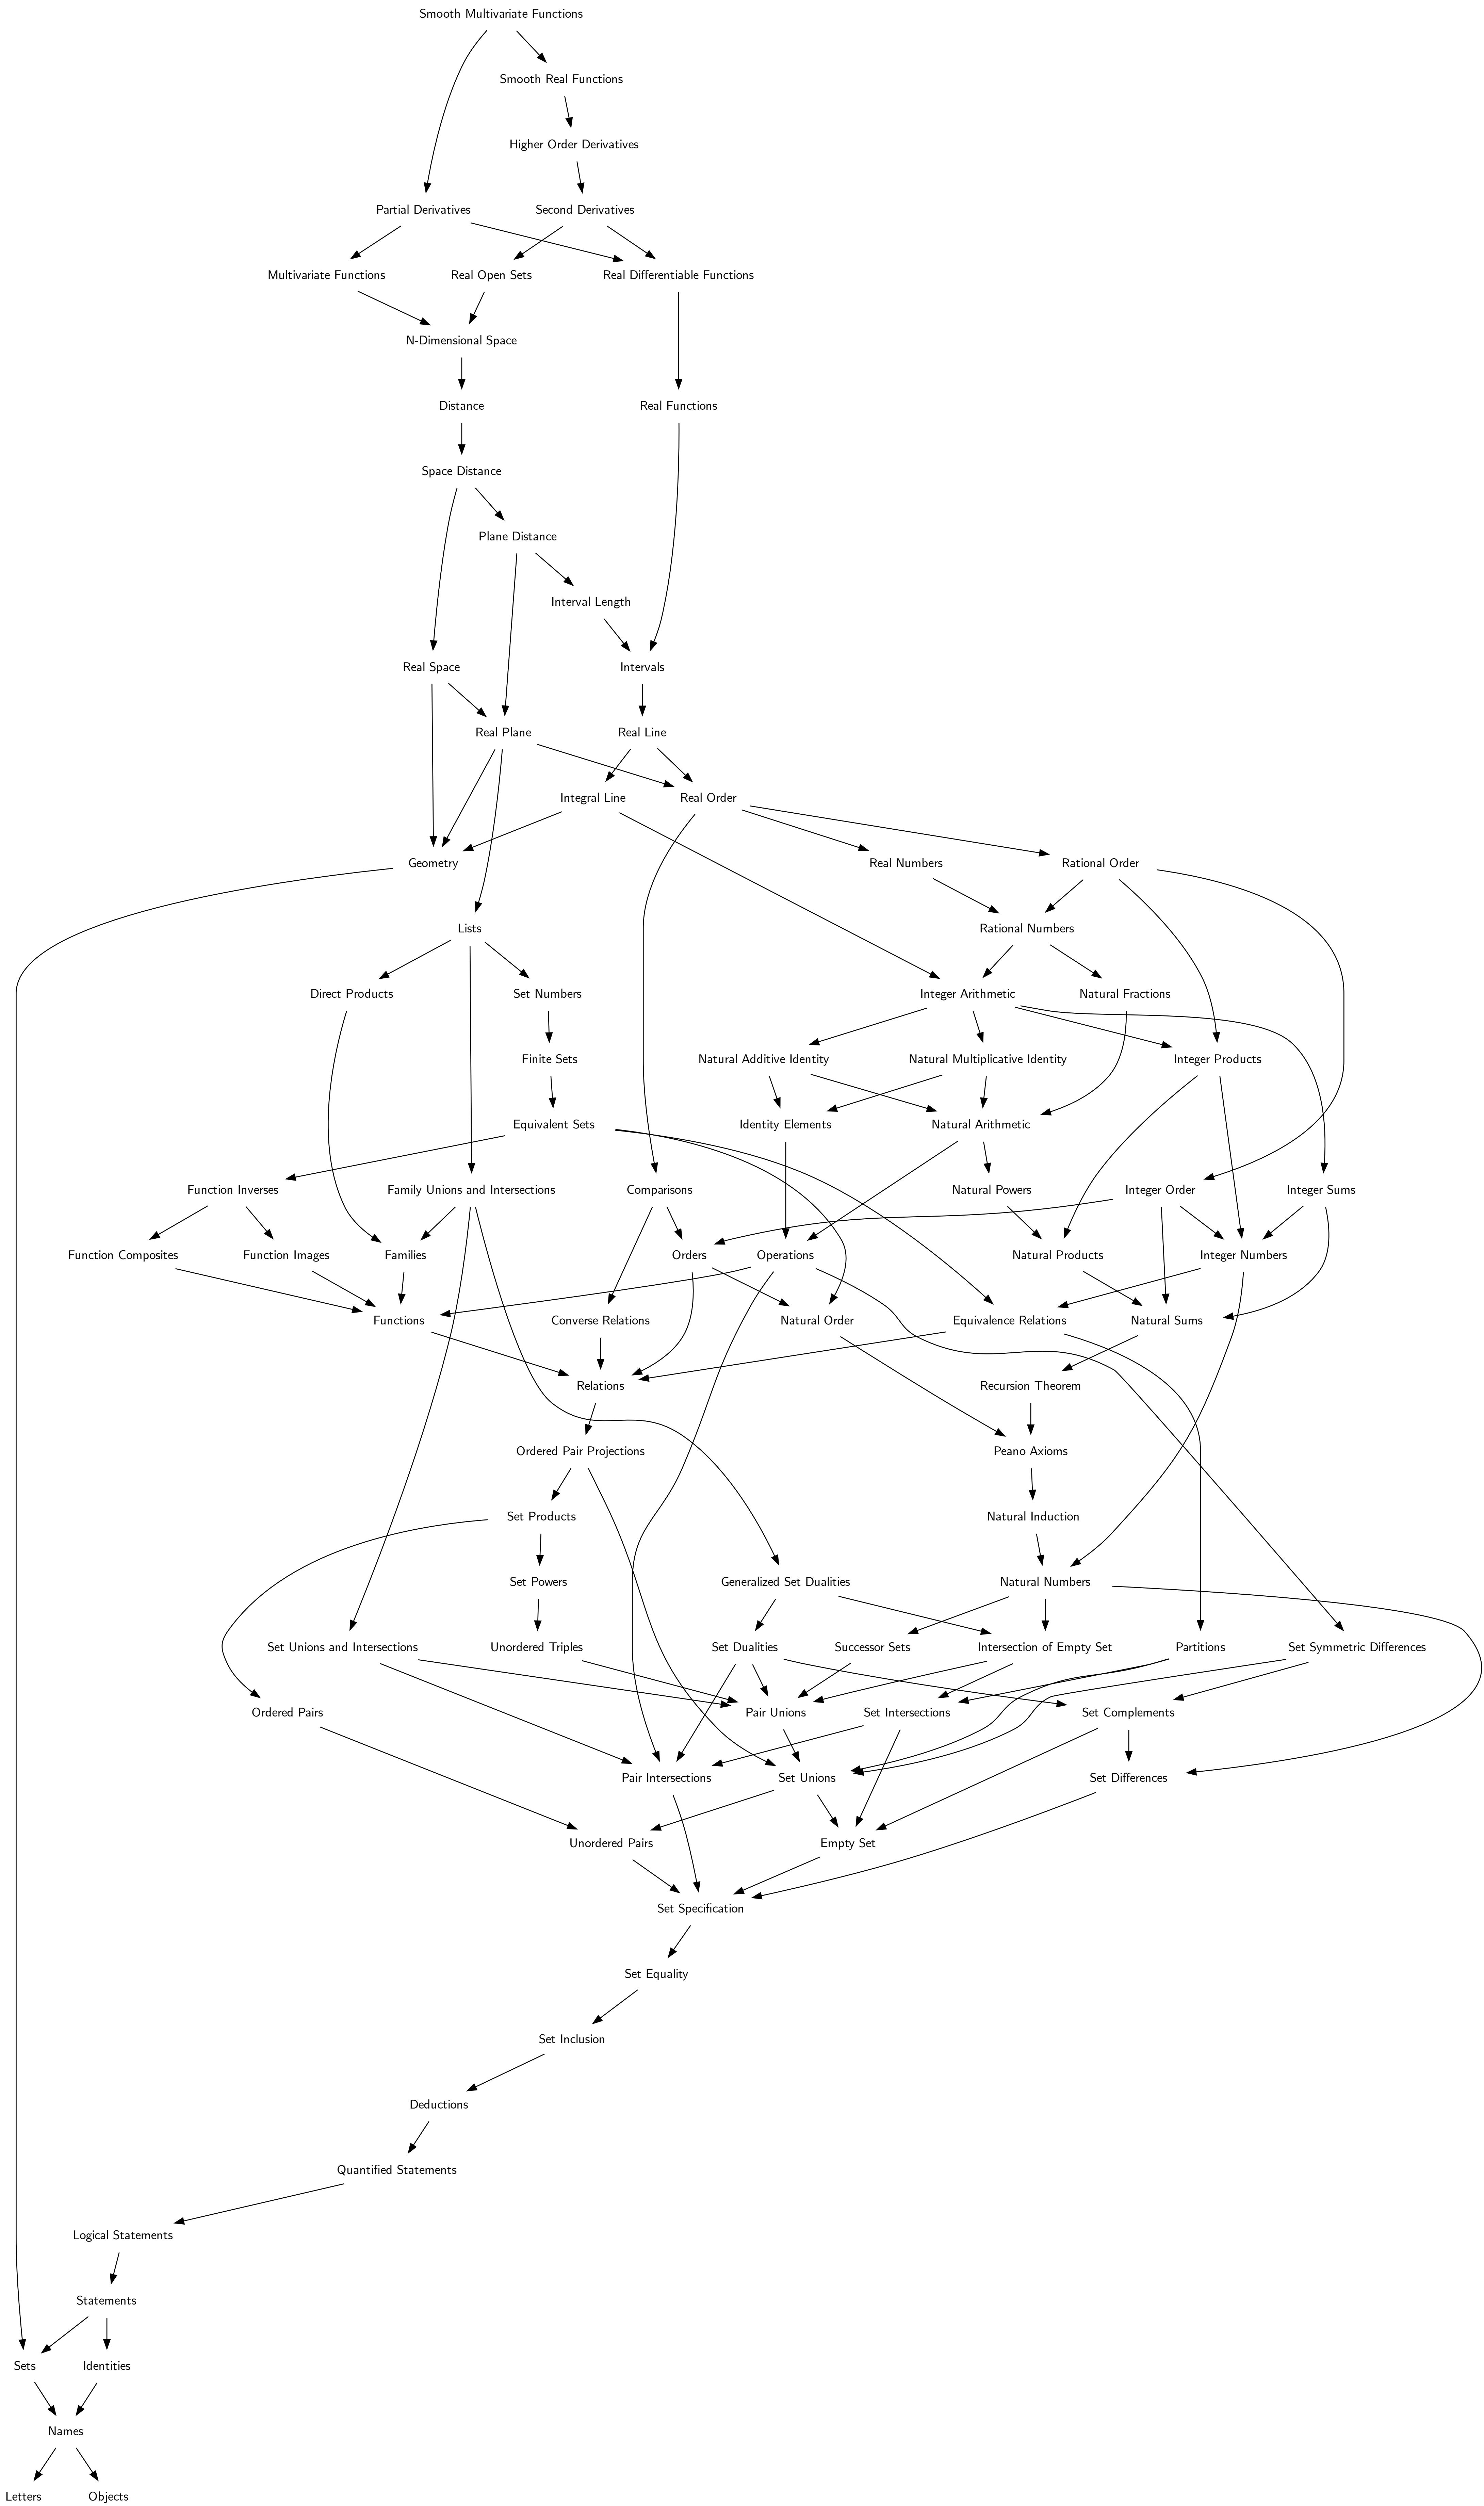 Smooth Multivariate Functions
Smooth Real Functions
Higher Order Derivatives
Partial Derivatives
Second Derivatives
Multivariate Functions
Real Open Sets
Real Differentiable Functions
N-Dimensional Space
Distance
Real Functions
Space Distance
Plane Distance
Interval Length
Real Space
Intervals
Real Plane
Real Line
Integral Line
Real Order
Geometry
Real Numbers
Rational Order
Lists
Rational Numbers
Direct Products
Set Numbers
Integer Arithmetic
Natural Fractions
Finite Sets
Natural Additive Identity
Natural Multiplicative Identity
Integer Products
Equivalent Sets
Identity Elements
Natural Arithmetic
Function Inverses
Family Unions and Intersections
Comparisons
Natural Powers
Integer Order
Integer Sums
Function Composites
Function Images
Families
Orders
Operations
Natural Products
Integer Numbers
Functions
Converse Relations
Natural Order
Equivalence Relations
Natural Sums
Relations
Recursion Theorem
Ordered Pair Projections
Peano Axioms
Set Products
Natural Induction
Set Powers
Generalized Set Dualities
Natural Numbers
Set Unions and Intersections
Unordered Triples
Set Dualities
Successor Sets
Intersection of Empty Set
Partitions
Set Symmetric Differences
Ordered Pairs
Pair Unions
Set Intersections
Set Complements
Pair Intersections
Set Unions
Set Differences
Unordered Pairs
Empty Set
Set Specification
Set Equality
Set Inclusion
Deductions
Quantified Statements
Logical Statements
Statements
Sets
Identities
Names
Letters
Objects